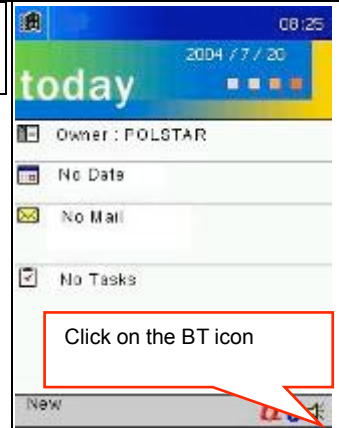 08:25
2004 / 7 / 20
today
Owner : POLSTAR
No Date
No Mail
No Tasks
Click on the BT icon
New